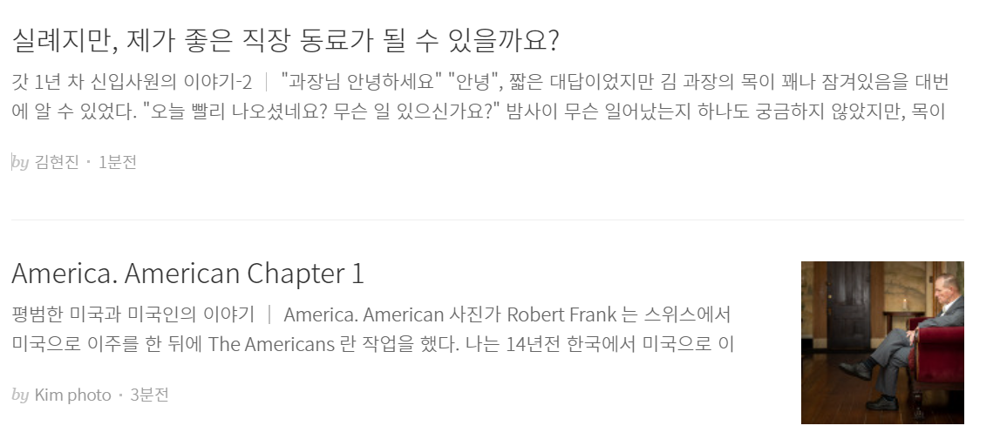 실례지만, 제가 좋은 직장 동료가 될 수 있을까요?
갓 1년 차 신입사원의 이야기-2 | "과장님 안녕하세요" "안녕", 짧은 대답이었지만 김 과장의 목이 꽤나 잠겨있음을 대번
에 알 수 있었다. "오늘 빨리 나오셨네요? 무슨 일 있으신가요?" 밤사이 무슨 일어났는지 하나도 궁금하지 않았지만, 목이
by 김현진 · 1분전
America. American Chapter 1
평범한 미국과 미국인의 이야기 | America. American 사진가 Robert Frank 는 스위스에서
미국으로 이주를 한 뒤에 The Americans 란 작업을 했다. 나는 14년전 한국에서 미국으로 이
by Kim photo · 3분전